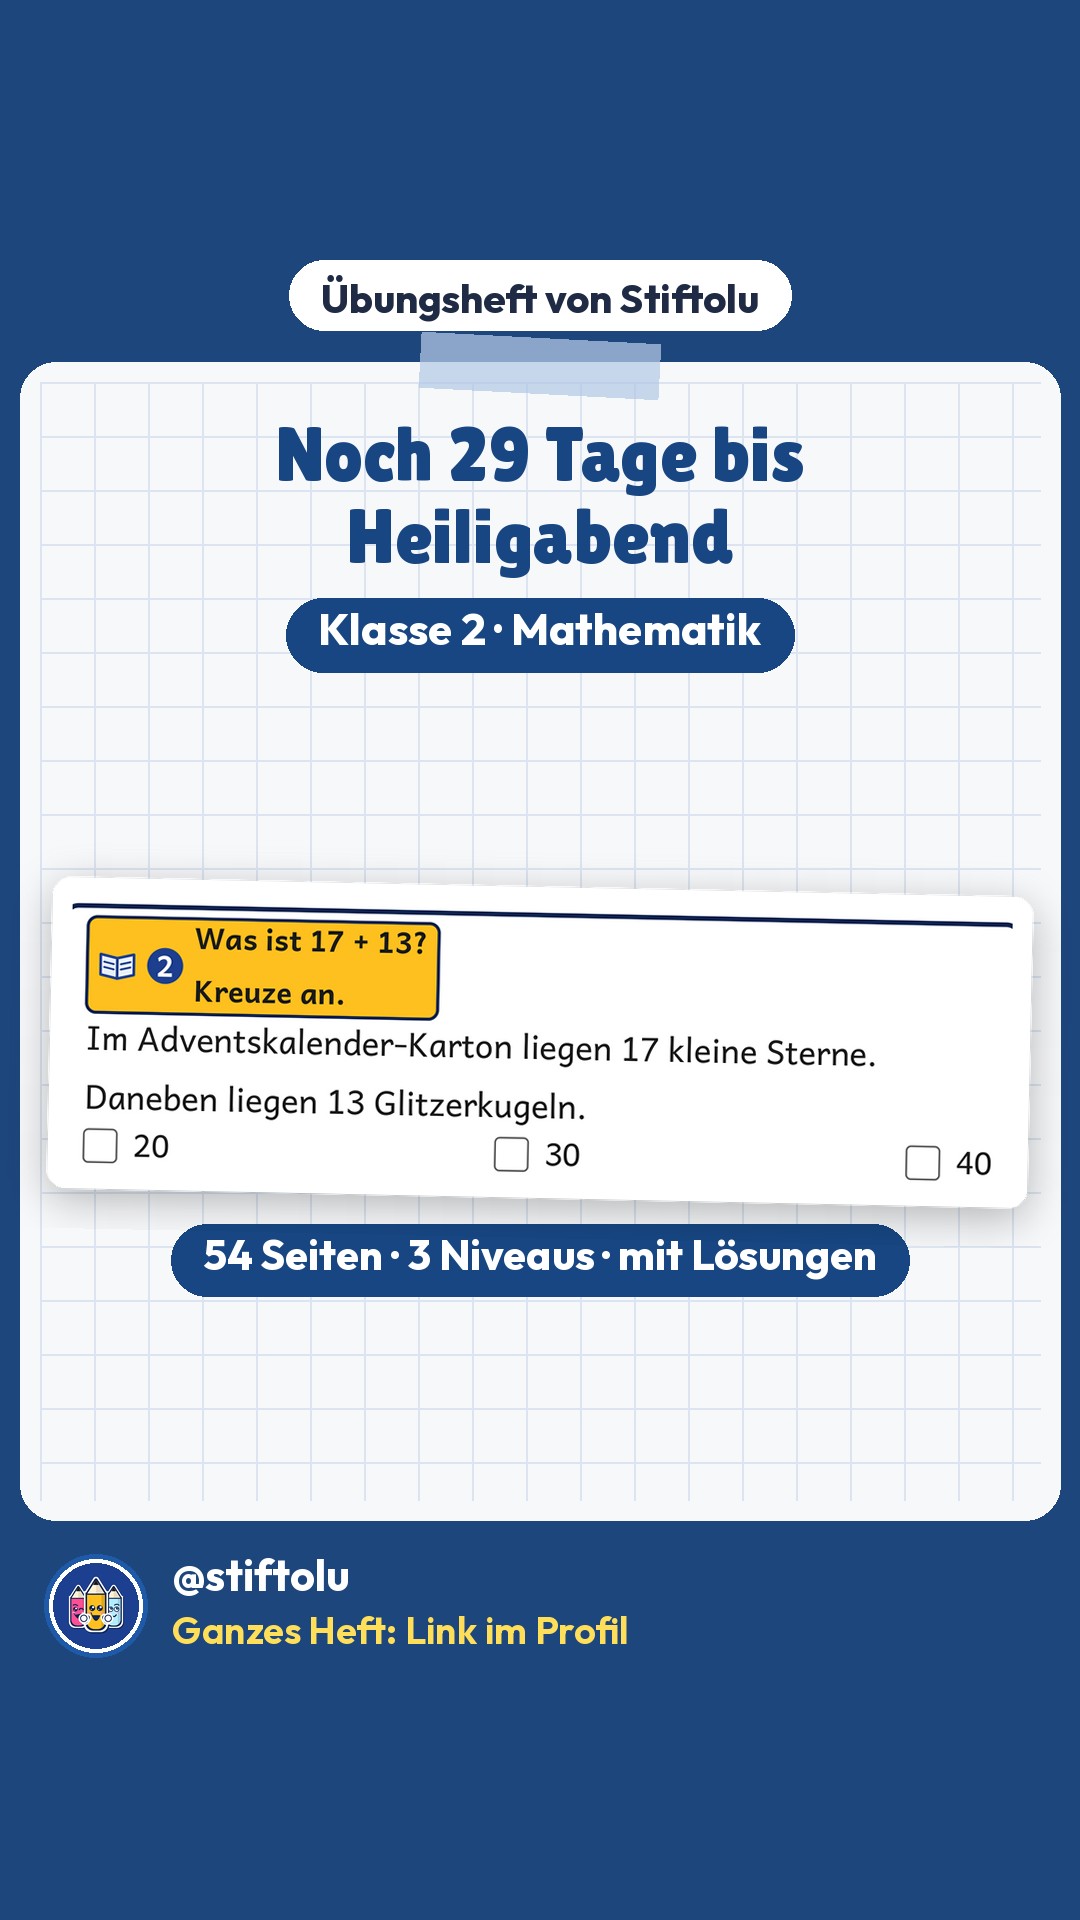 Übungsheft von Stiftolu
Noch 29 Tage bis
Heiligabend
Klasse 2 · Mathematik
2 Was ist 17 + 13?
Kreuze an.
Im Adventskalender-Karton liegen 17 kleine Sterne.
Daneben liegen 13 Glitzerkugeln.
20 30 40
54 Seiten · 3 Niveaus · mit Lösungen
@stiftolu
Ganzes Heft: Link im Profil